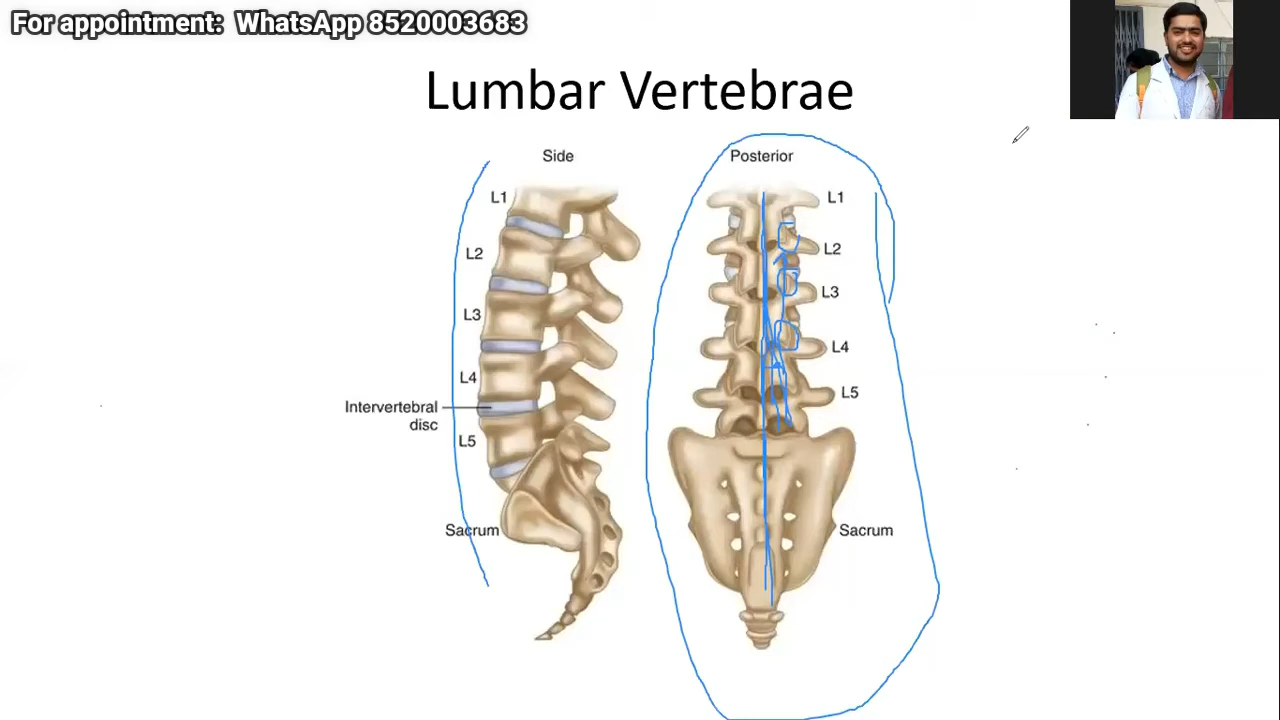 For appointment: WhatsApp 8520003683
Lumbar Vertebrae
Side
L1
L2
L3
L4
Intervertebral
disc
L5
Sacrum
Posterior
L1
L2
L3
L4
L5
Sacrum